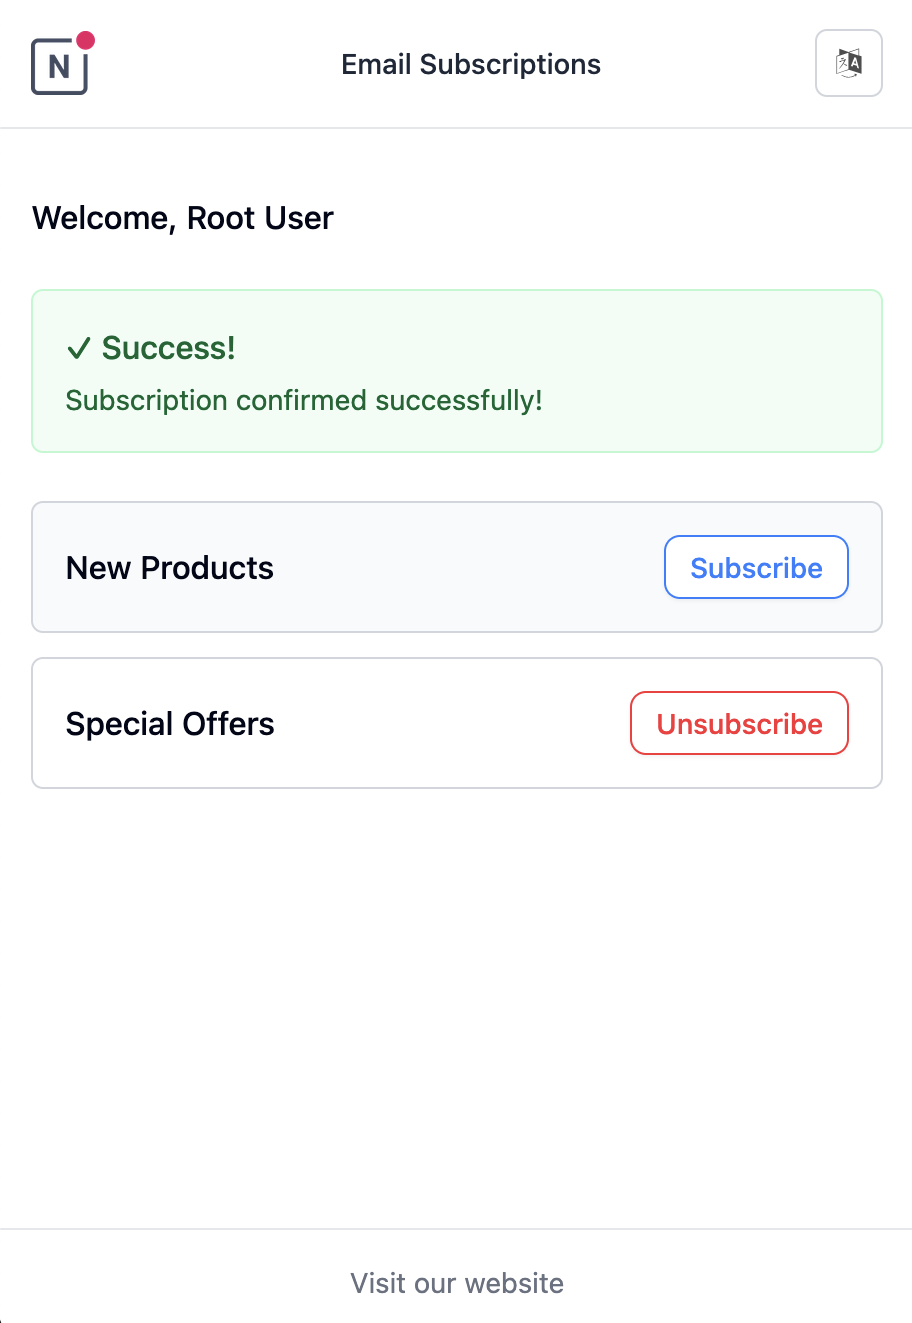 N
Email Subscriptions
Welcome, Root User
✓ Success!
Subscription confirmed successfully!
New Products
Subscribe
Special Offers
Unsubscribe
Visit our website